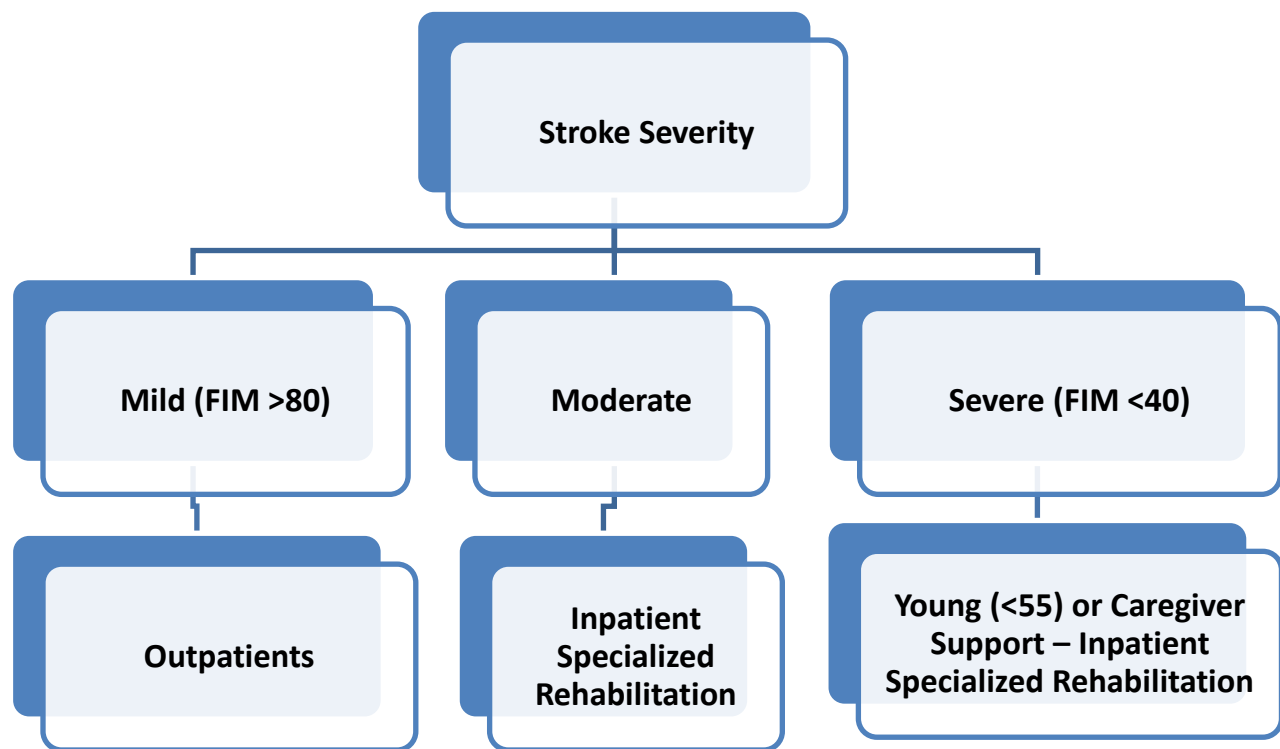 Stroke Severity
Mild (FIM >80)
Moderate
Severe (FIM <40)
Outpatients
Inpatient
Specialized
Rehabilitation
Young (<55) or Caregiver
Support – Inpatient
Specialized Rehabilitation